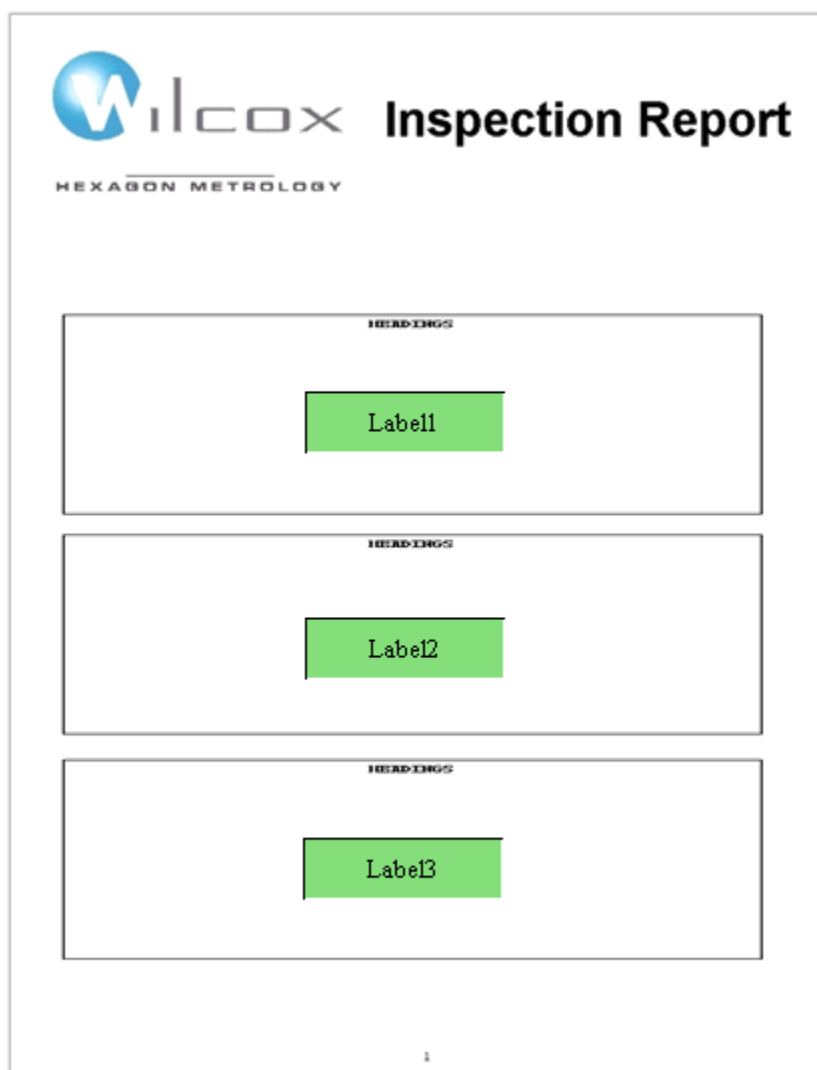 Wilcox Inspection Report
HEXAGON METROLOGY
HEADINGS
Label1
HEADINGS
Label2
HEADINGS
Label3
1